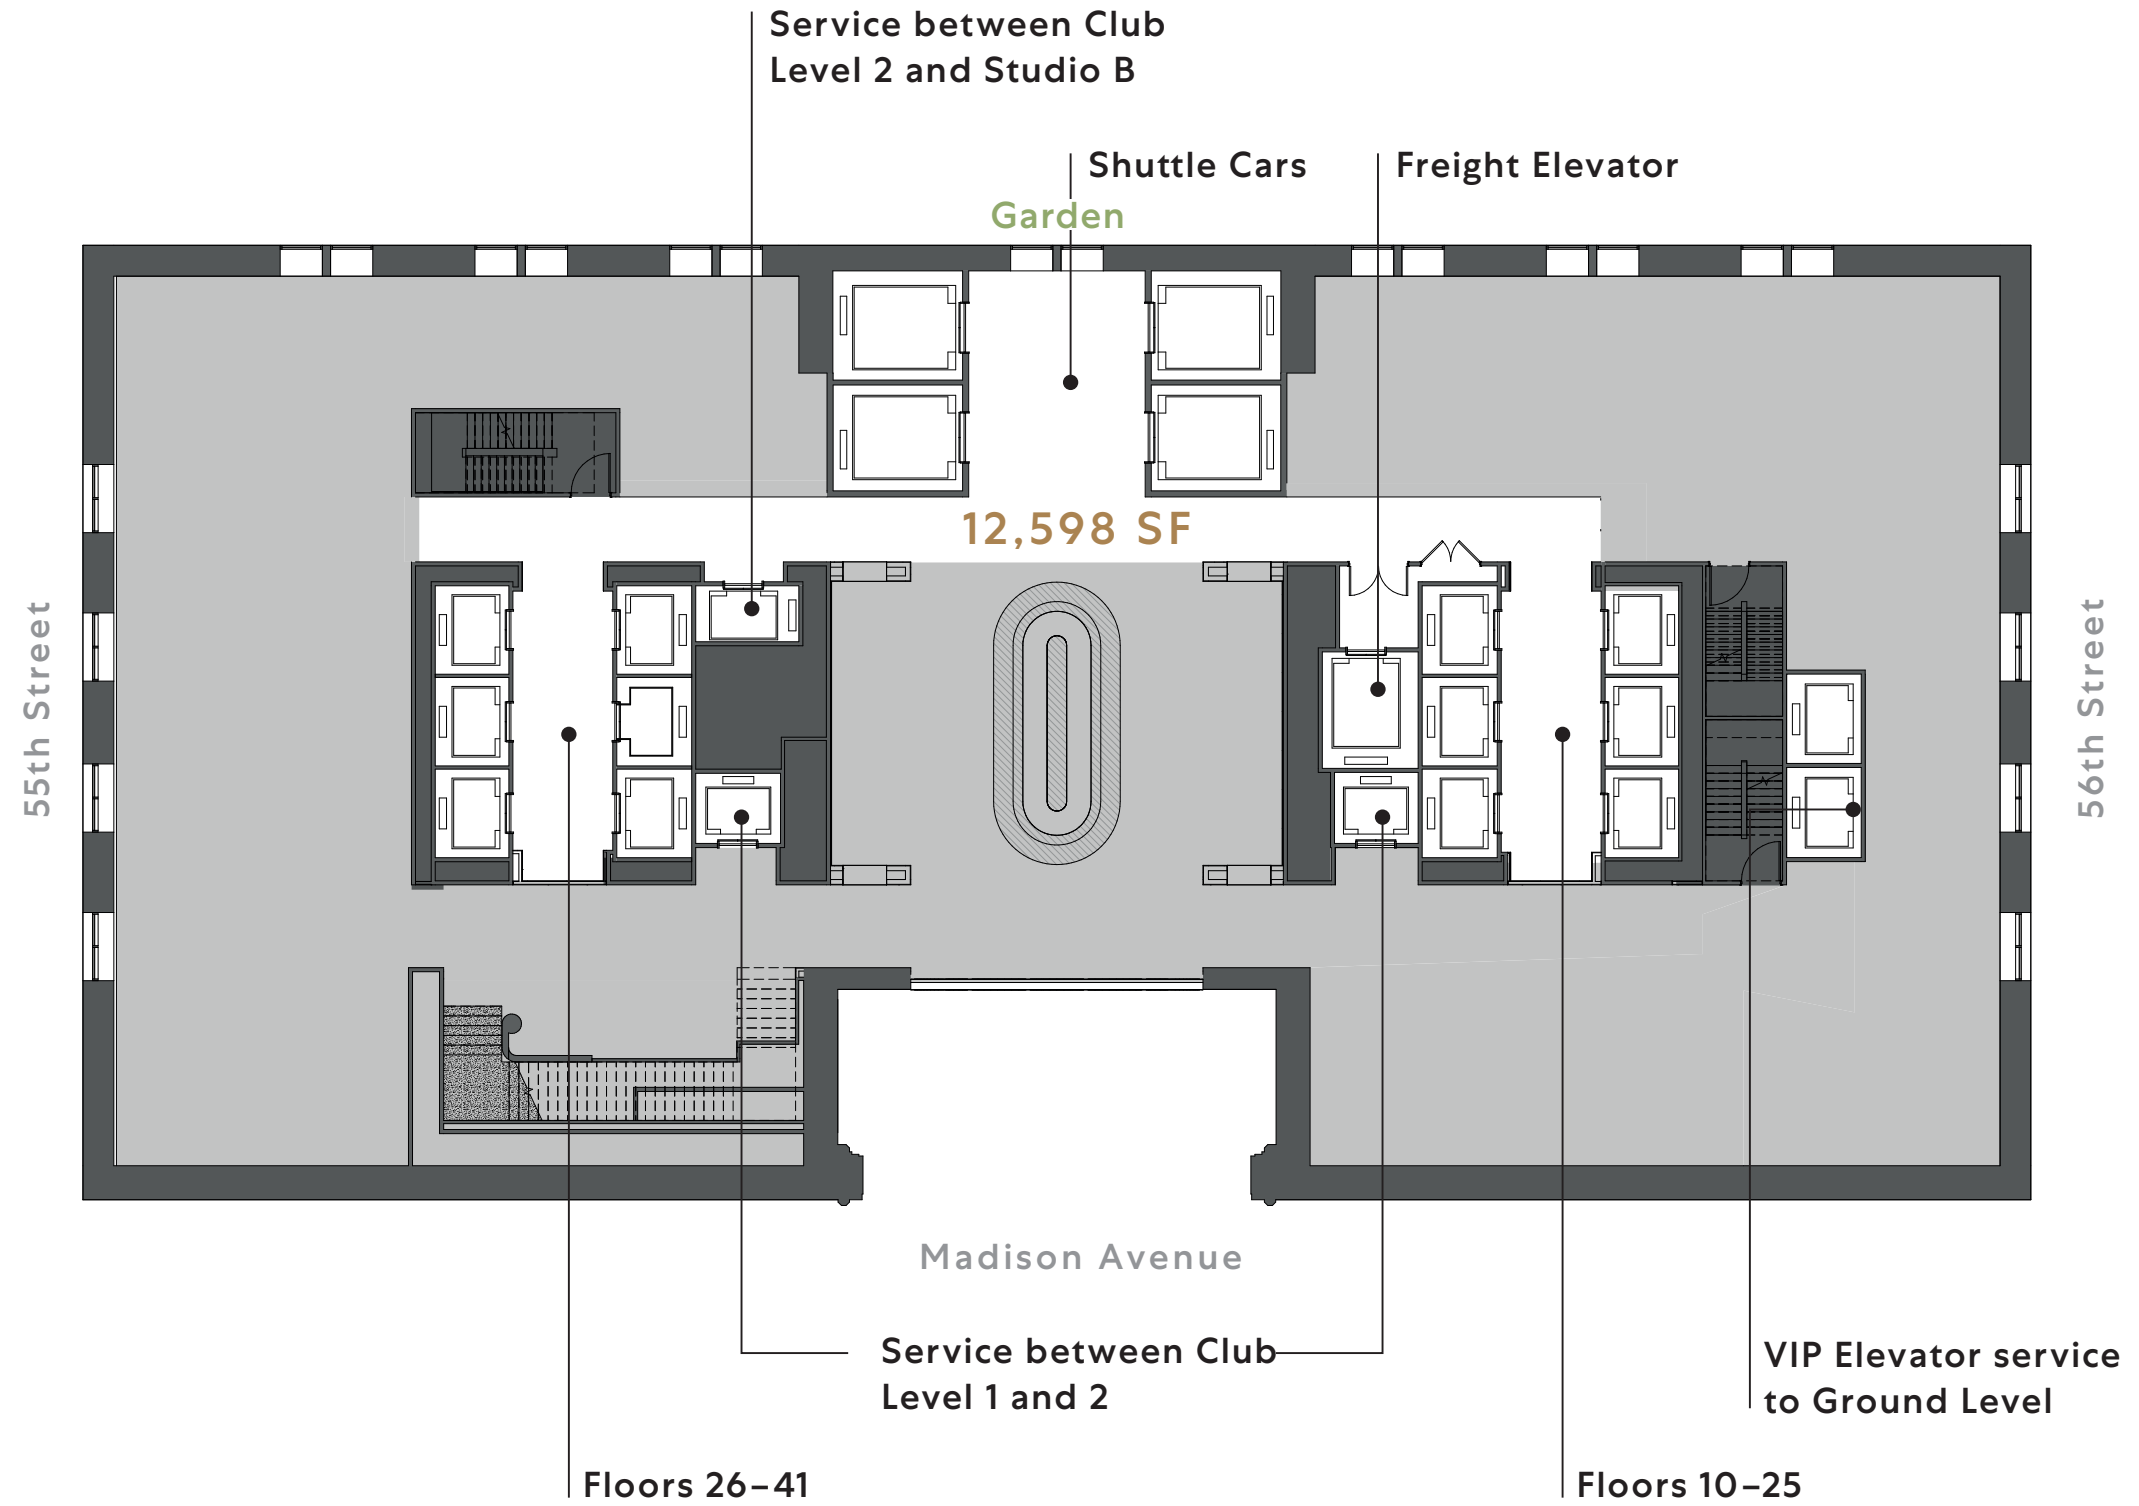 Service between Club
Level 2 and Studio B
Shuttle Cars
Freight Elevator
Garden
12,598 SF
55th Street
56th Street
Madison Avenue
Service between Club
Level 1 and 2
VIP Elevator service
to Ground Level
Floors 26–41
Floors 10–25